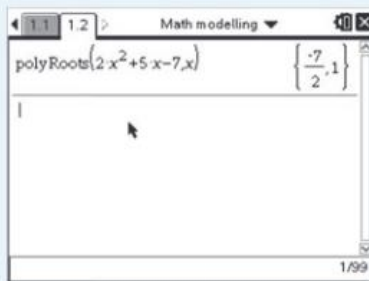 1.1 1.2 Math modelling
polyRoots(2·x²+5·x−7,x) {-7/2,1}
1/99